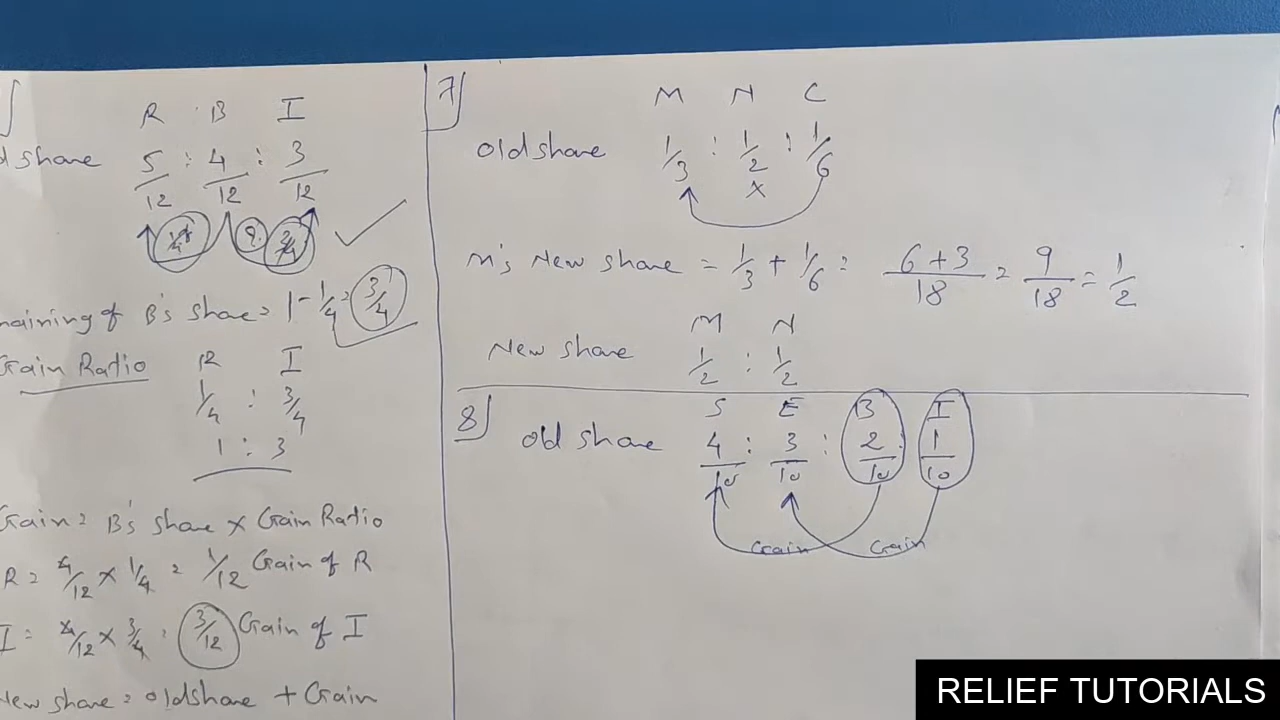 R : B I
d share 5/12 : 4/12 : 3/12
1/4 ? 3/4
maining of B's share = 1 - 1/4 = 3/4
Gain Ratio R I
1/4 : 3/4
1 : 3
Gain = B's share × Gain Ratio
R = 4/12 × 1/4 = 1/12 Gain of R
I = 4/12 × 3/4 = 3/12 Gain of I
New share = old share + Gain
7]
M N C
old share 1/3 : 1/2 : 1/6
×
M's New share = 1/3 + 1/6 = 6+3/18 = 9/18 = 1/2
M N
New share 1/2 : 1/2
8]
S E B I
old share 4/10 : 3/10 : 2/10 : 1/10
Gain Gain
RELIEF TUTORIALS